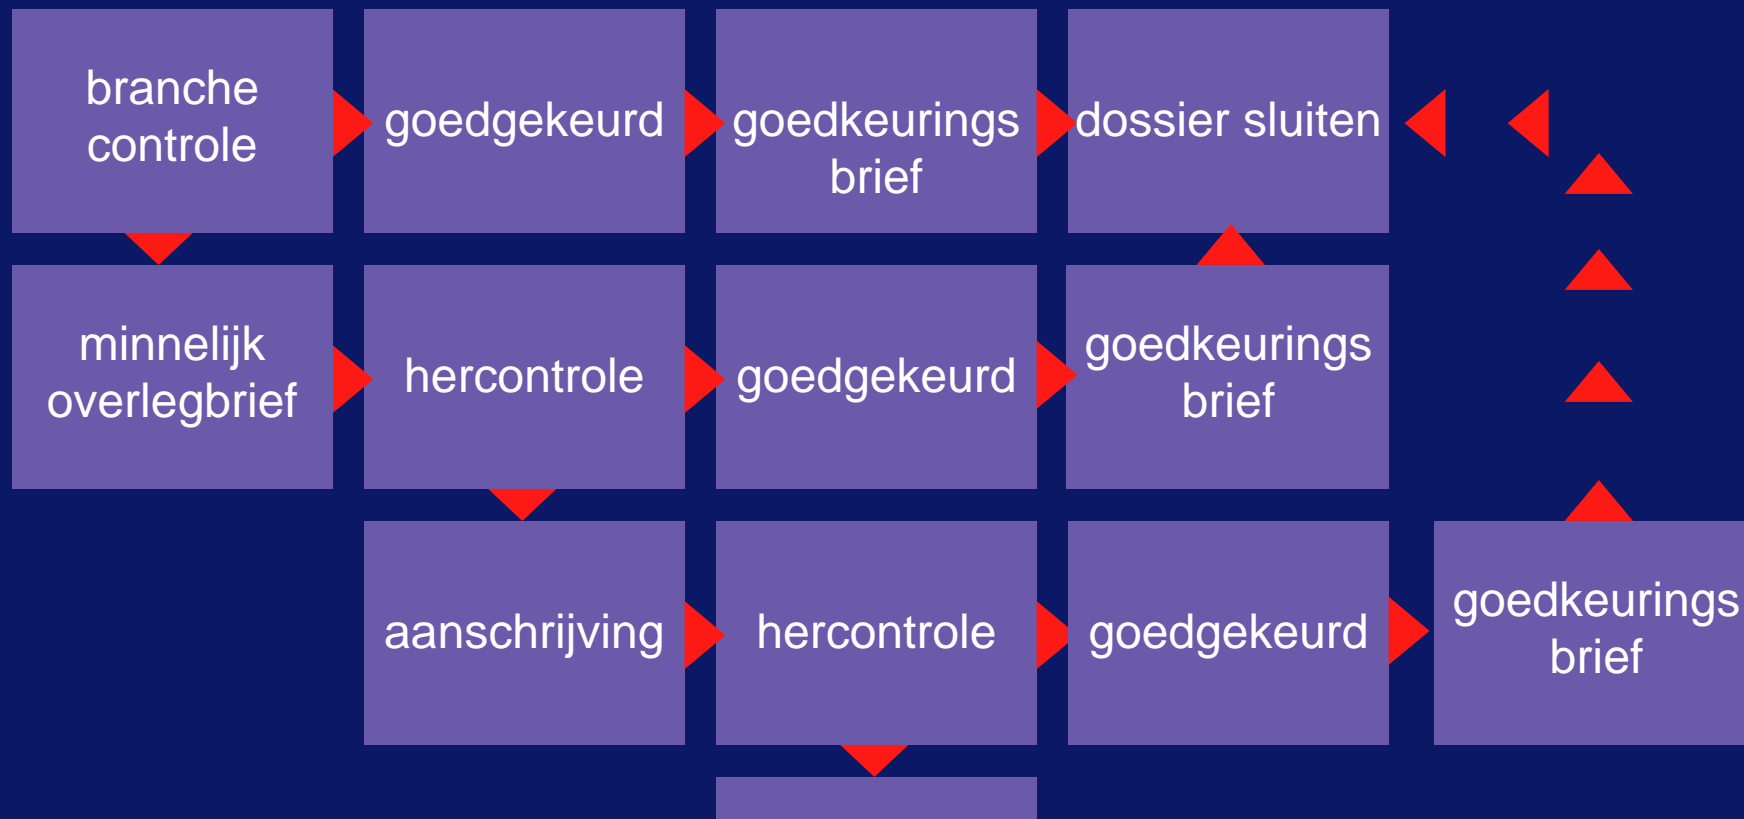 branche
controle
goedgekeurd
goedkeurings
brief
dossier sluiten
minnelijk
overlegbrief
hercontrole
goedgekeurd
goedkeurings
brief
aanschrijving
hercontrole
goedgekeurd
goedkeurings
brief